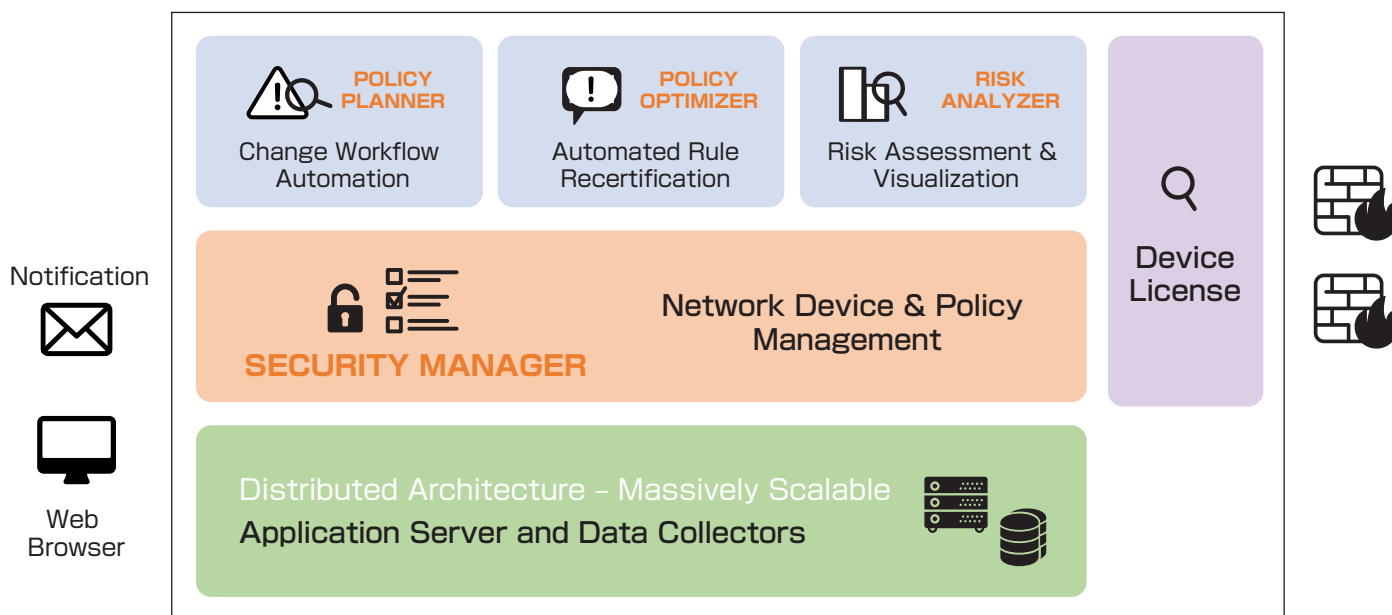 POLICY
PLANNER
Change Workflow
Automation
POLICY
OPTIMIZER
Automated Rule
Recertification
RISK
ANALYZER
Risk Assessment &
Visualization
Device
License
Notification
SECURITY MANAGER
Network Device & Policy
Management
Web
Browser
Distributed Architecture – Massively Scalable
Application Server and Data Collectors